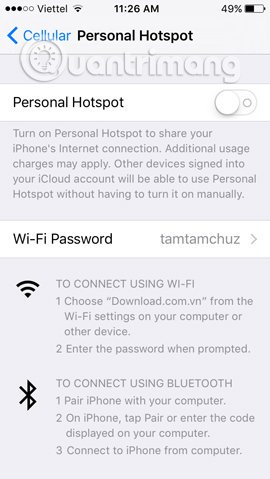 Viettel 11:26 AM 49%
Cellular Personal Hotspot
Quantrimang
Personal Hotspot
Turn on Personal Hotspot to share your
iPhone's Internet connection. Additional usage
charges may apply. Other devices signed into
your iCloud account will be able to use Personal
Hotspot without having to turn it on manually.
Wi-Fi Password tamtamchuz
TO CONNECT USING WI-FI
1 Choose “Download.com.vn” from the
Wi-Fi settings on your computer or
other device.
2 Enter the password when prompted.
TO CONNECT USING BLUETOOTH
1 Pair iPhone with your computer.
2 On iPhone, tap Pair or enter the code
displayed on your computer.
3 Connect to iPhone from computer.